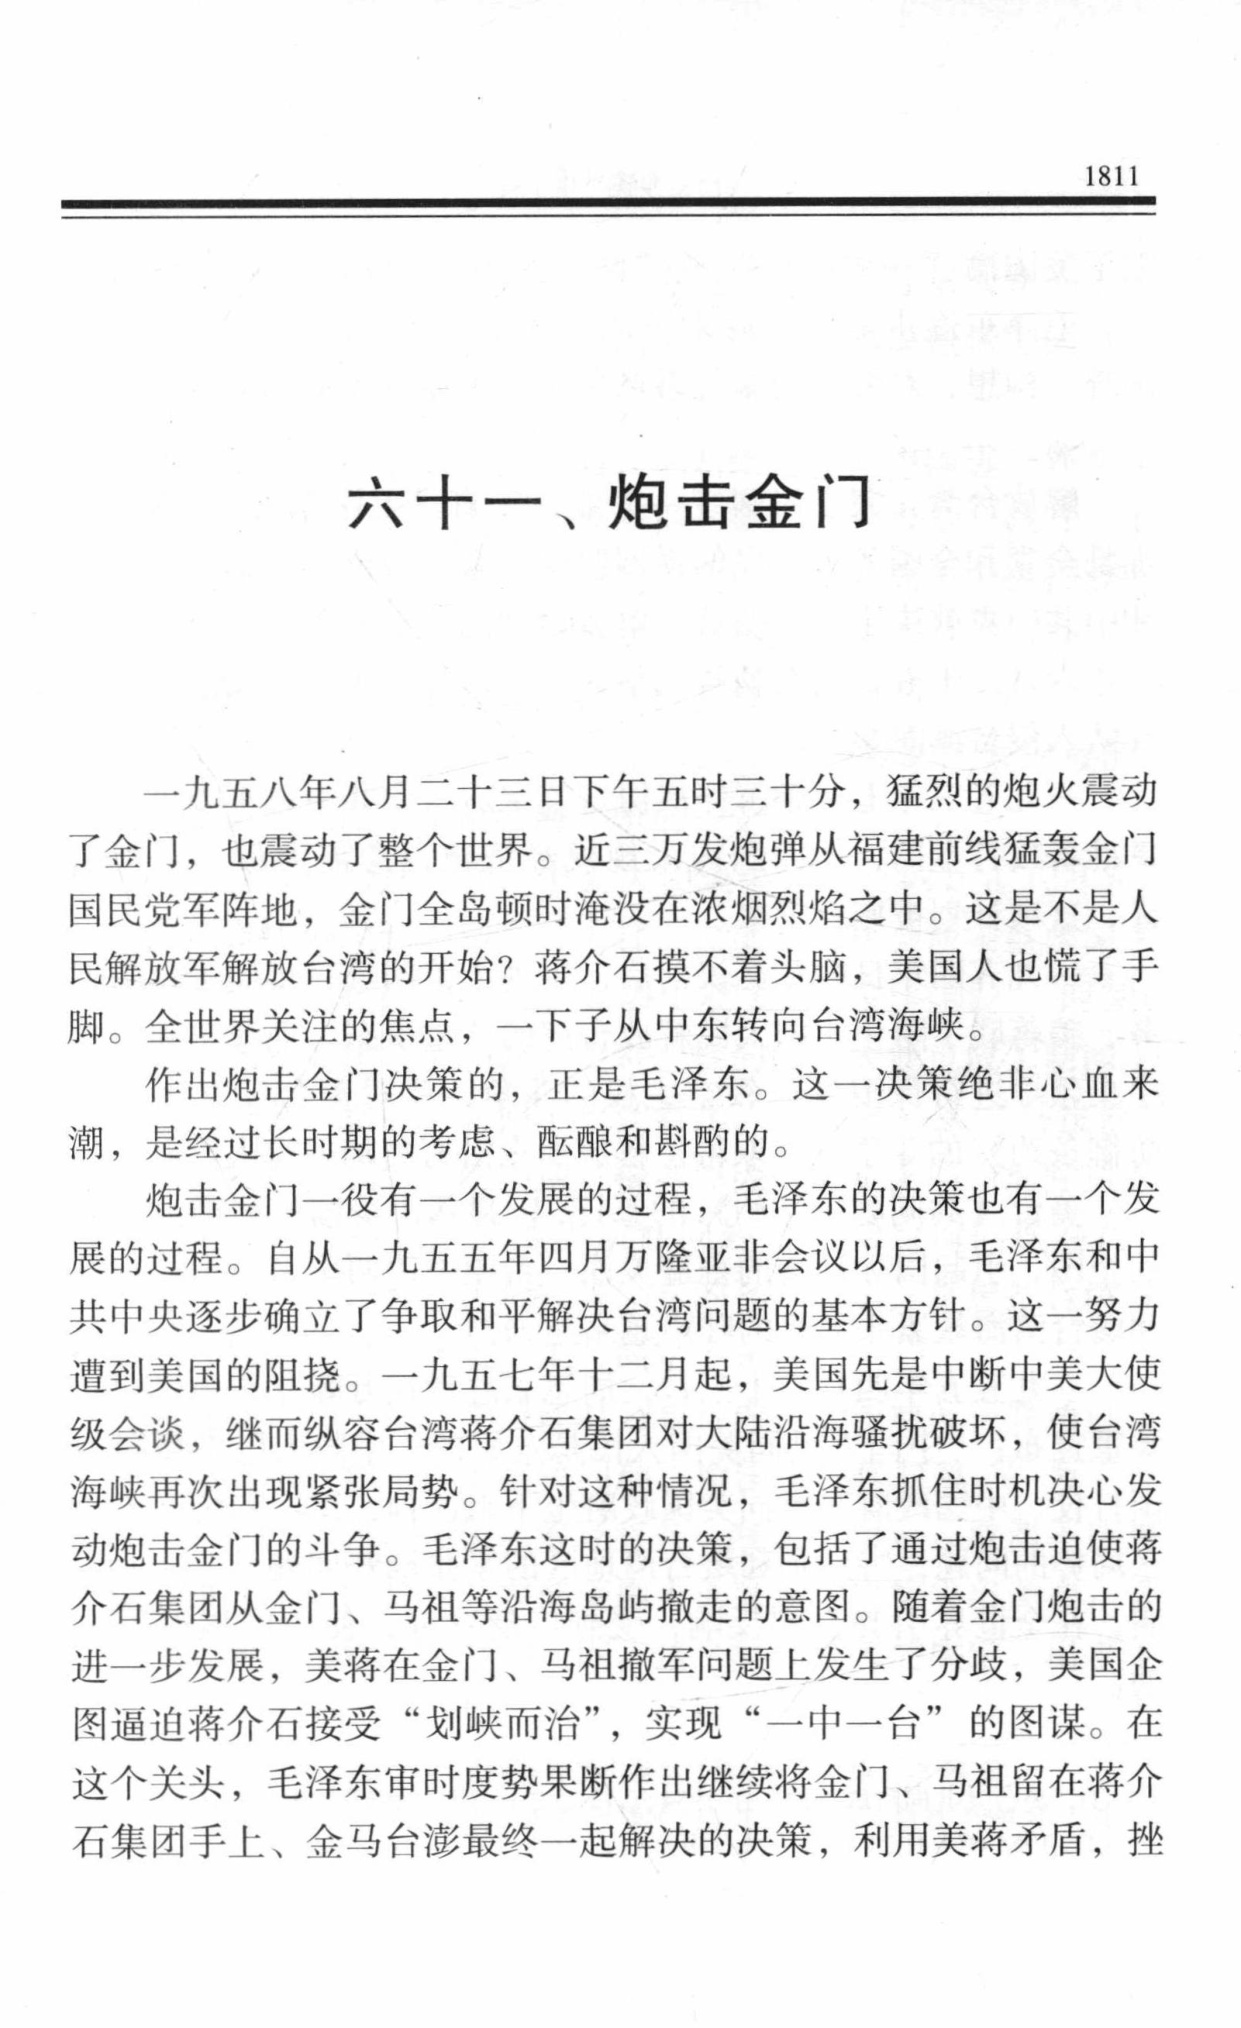 1811
六十一、炮击金门
一九五八年八月二十三日下午五时三十分，猛烈的炮火震动
了金门，也震动了整个世界。近三万发炮弹从福建前线猛轰金门
国民党军阵地，金门全岛顿时淹没在浓烟烈焰之中。这是不是人
民解放军解放台湾的开始？蒋介石摸不着头脑，美国人也慌了手
脚。全世界关注的焦点，一下子从中东转向台湾海峡。
作出炮击金门决策的，正是毛泽东。这一决策绝非心血来
潮，是经过长时期的考虑、酝酿和斟酌的。
炮击金门一役有一个发展的过程，毛泽东的决策也有一个发
展的过程。自从一九五五年四月万隆亚非会议以后，毛泽东和中
共中央逐步确立了争取和平解决台湾问题的基本方针。这一努力
遭到美国的阻挠。一九五七年十二月起，美国先是中断中美大使
级会谈，继而纵容台湾蒋介石集团对大陆沿海骚扰破坏，使台湾
海峡再次出现紧张局势。针对这种情况，毛泽东抓住时机决心发
动炮击金门的斗争。毛泽东这时的决策，包括了通过炮击迫使蒋
介石集团从金门、马祖等沿海岛屿撤走的意图。随着金门炮击的
进一步发展，美蒋在金门、马祖撤军问题上发生了分歧，美国企
图逼迫蒋介石接受“划峡而治”，实现“一中一台”的图谋。在
这个关头，毛泽东审时度势果断作出继续将金门、马祖留在蒋介
石集团手上、金马台澎最终一起解决的决策，利用美蒋矛盾，挫